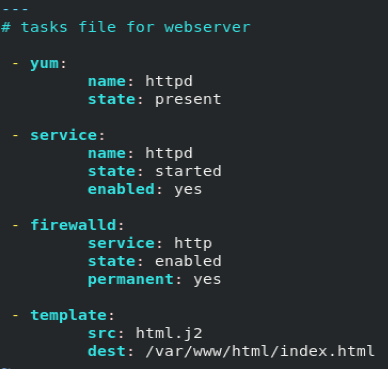 ---
# tasks file for webserver
- yum:
name: httpd
state: present
- service:
name: httpd
state: started
enabled: yes
- firewalld:
service: http
state: enabled
permanent: yes
- template:
src: html.j2
dest: /var/www/html/index.html